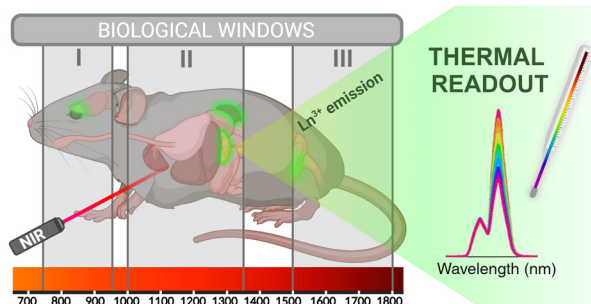 BIOLOGICAL WINDOWS
I II III
THERMAL
READOUT
Ln³⁺ emission
NIR
Wavelength (nm)
700 800 900 1000 1100 1200 1300 1400 1500 1600 1700 1800